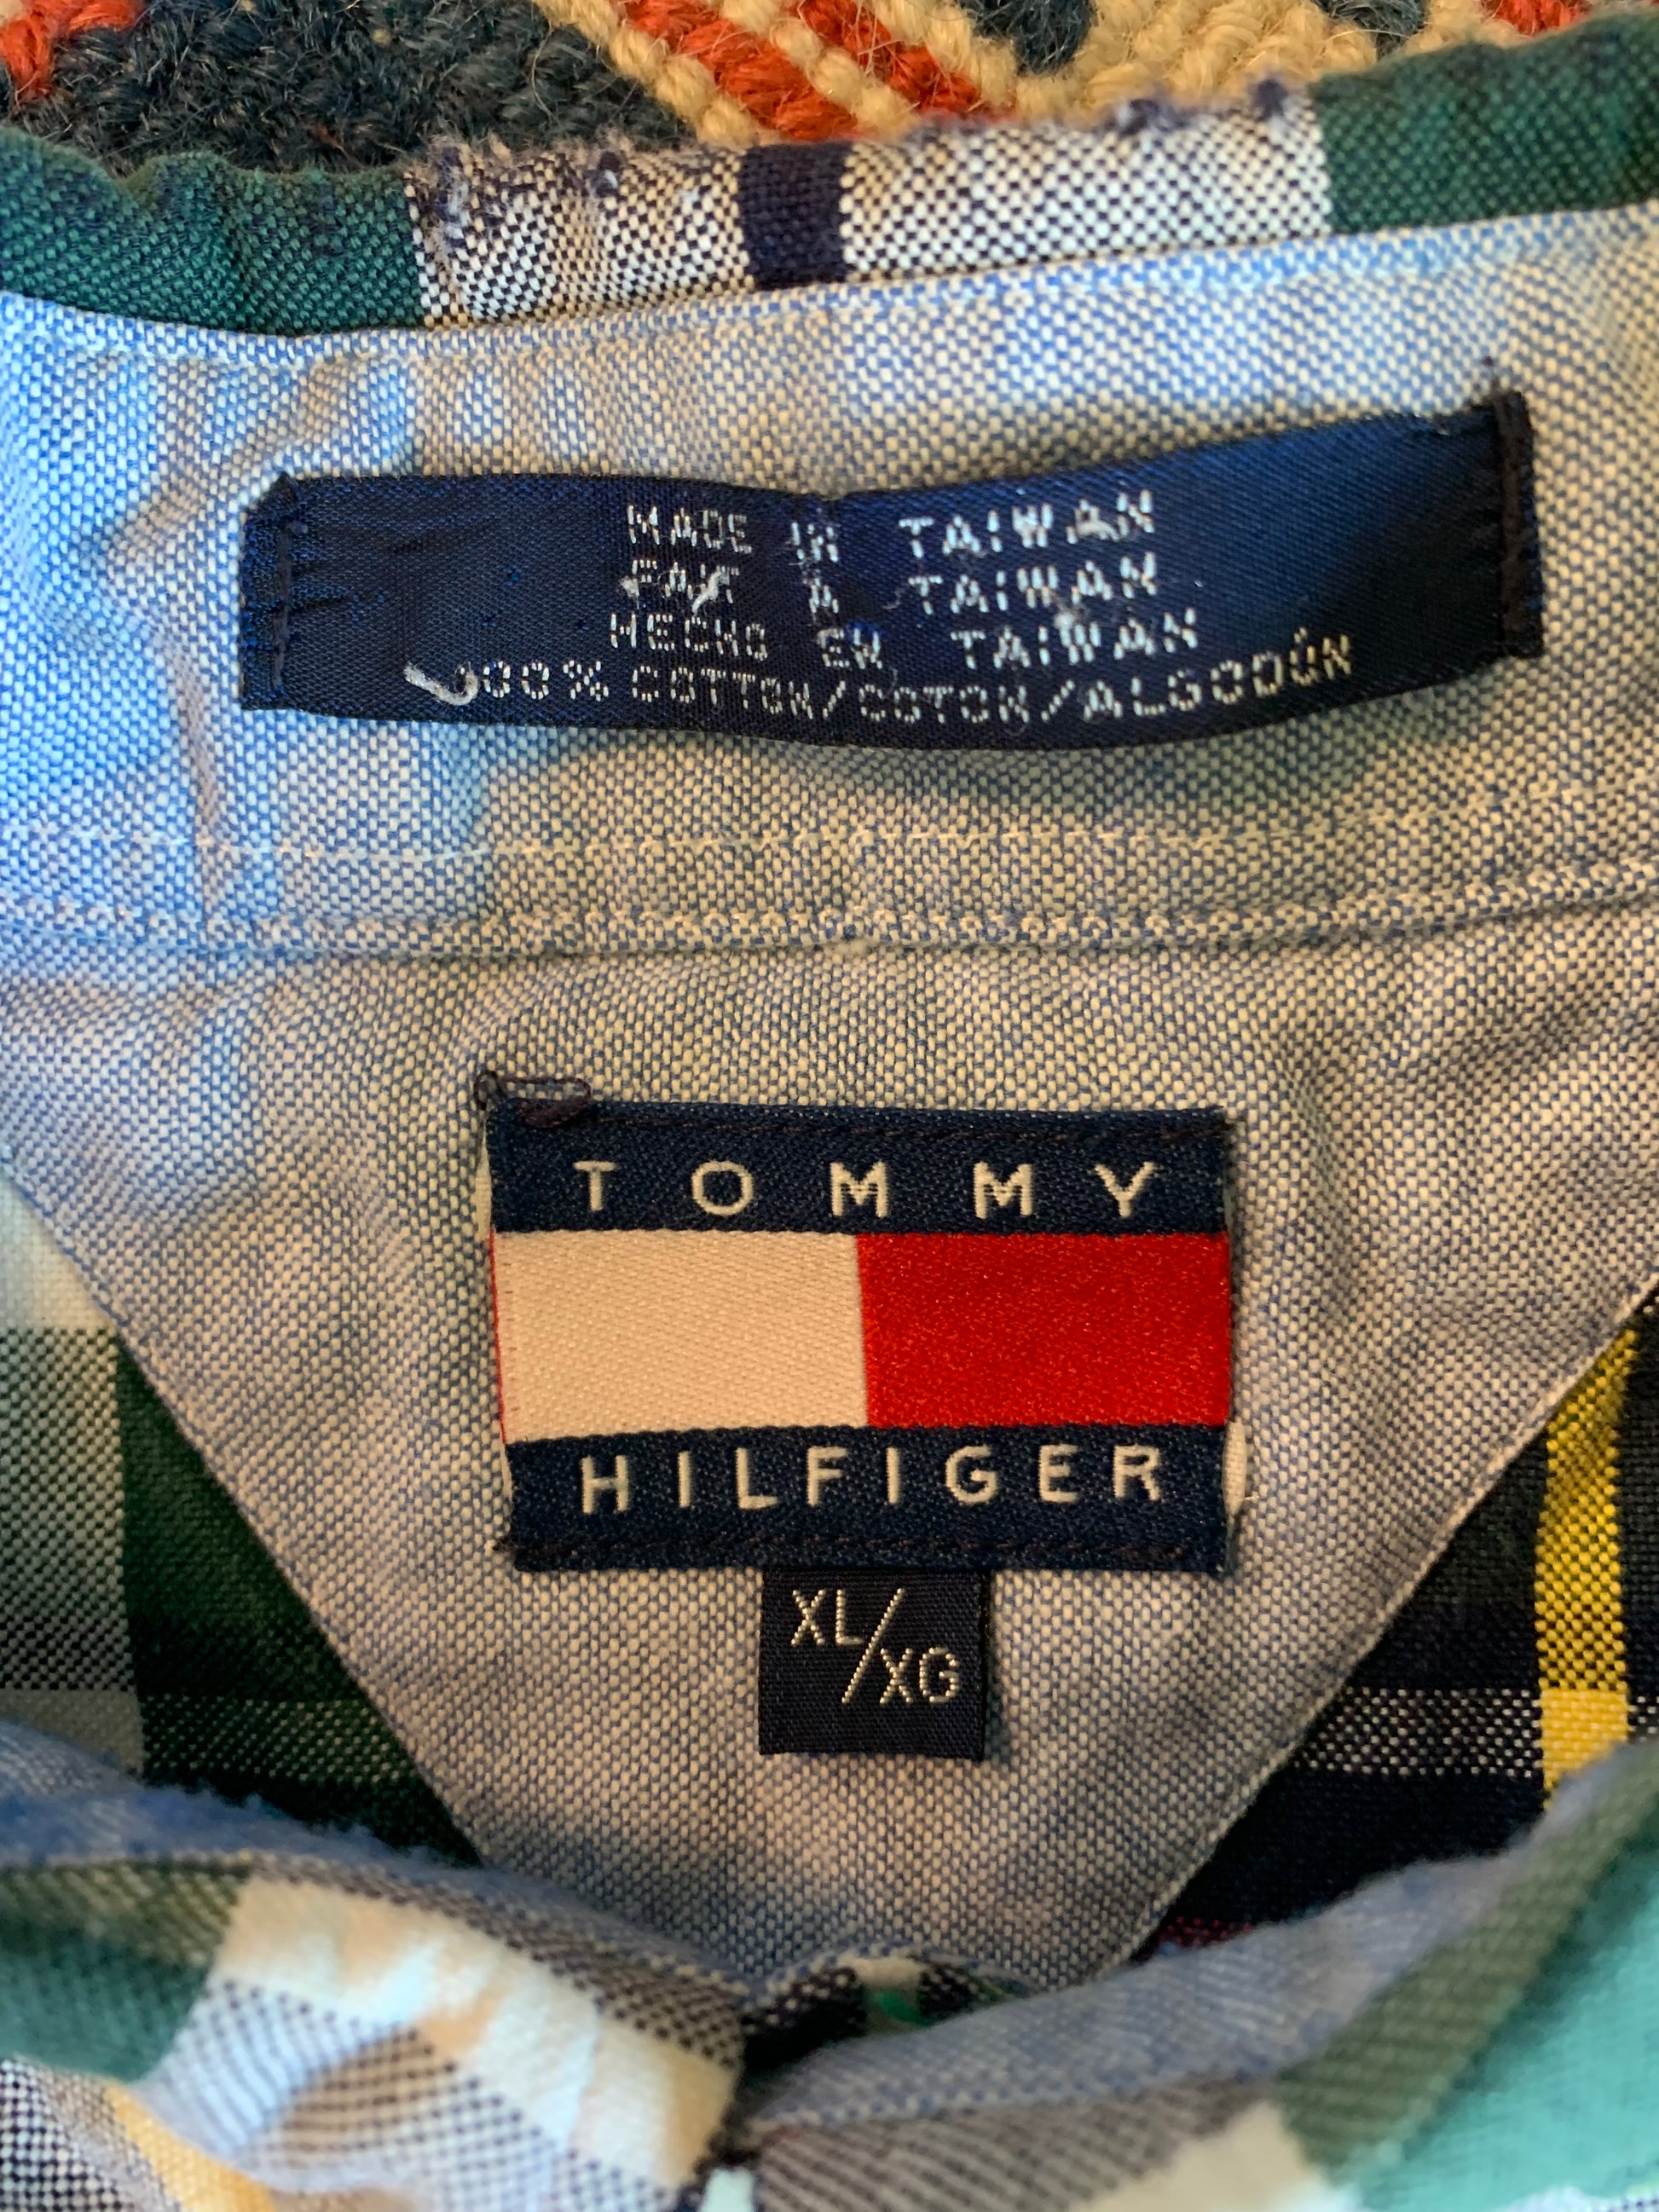 MADE IN TAIWAN
FAIT A TAIWAN
HECHO EN TAIWAN
100% COTTON/COTON/ALGODÓN
TOMMY
HILFIGER
XL/XG